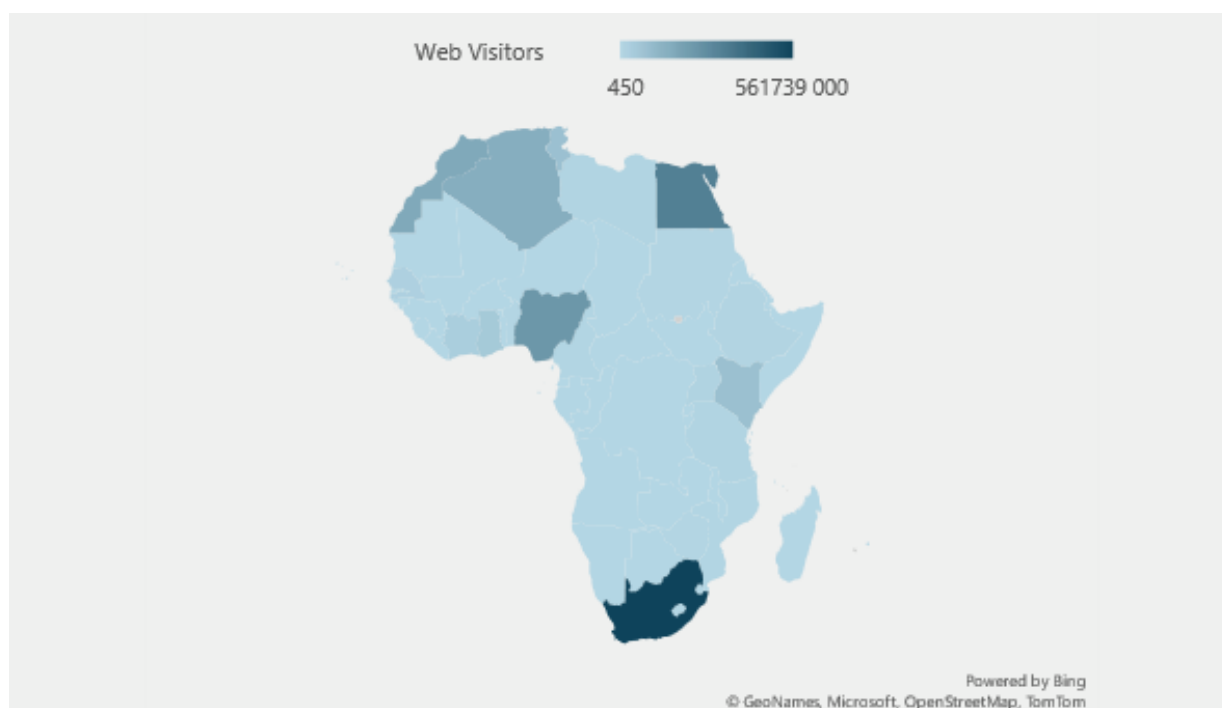 Web Visitors
450 561739 000
Powered by Bing
© GeoNames, Microsoft, OpenStreetMap, TomTom